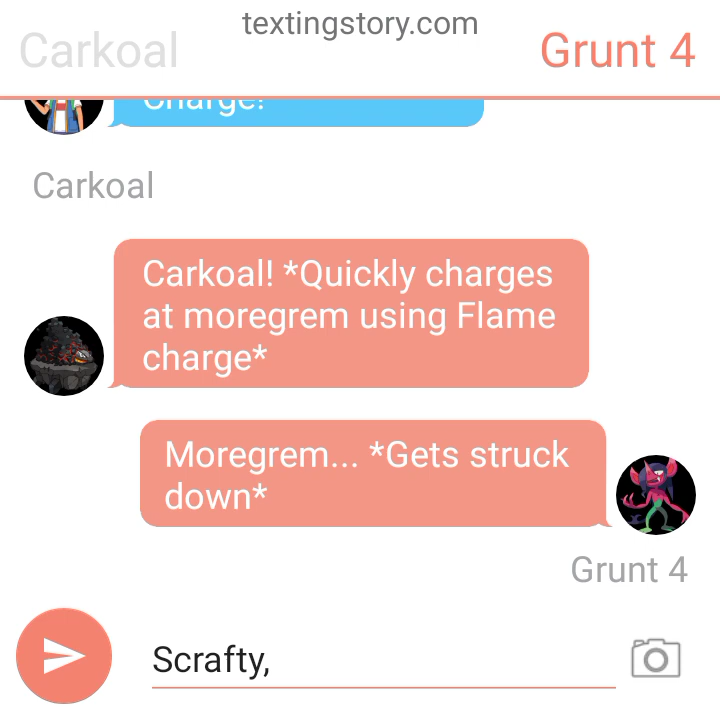 textingstory.com
Carkoal
Grunt 4
Charge!
Carkoal
Carkoal! *Quickly charges
at moregrem using Flame
charge*
Moregrem... *Gets struck
down*
Grunt 4
Scrafty,